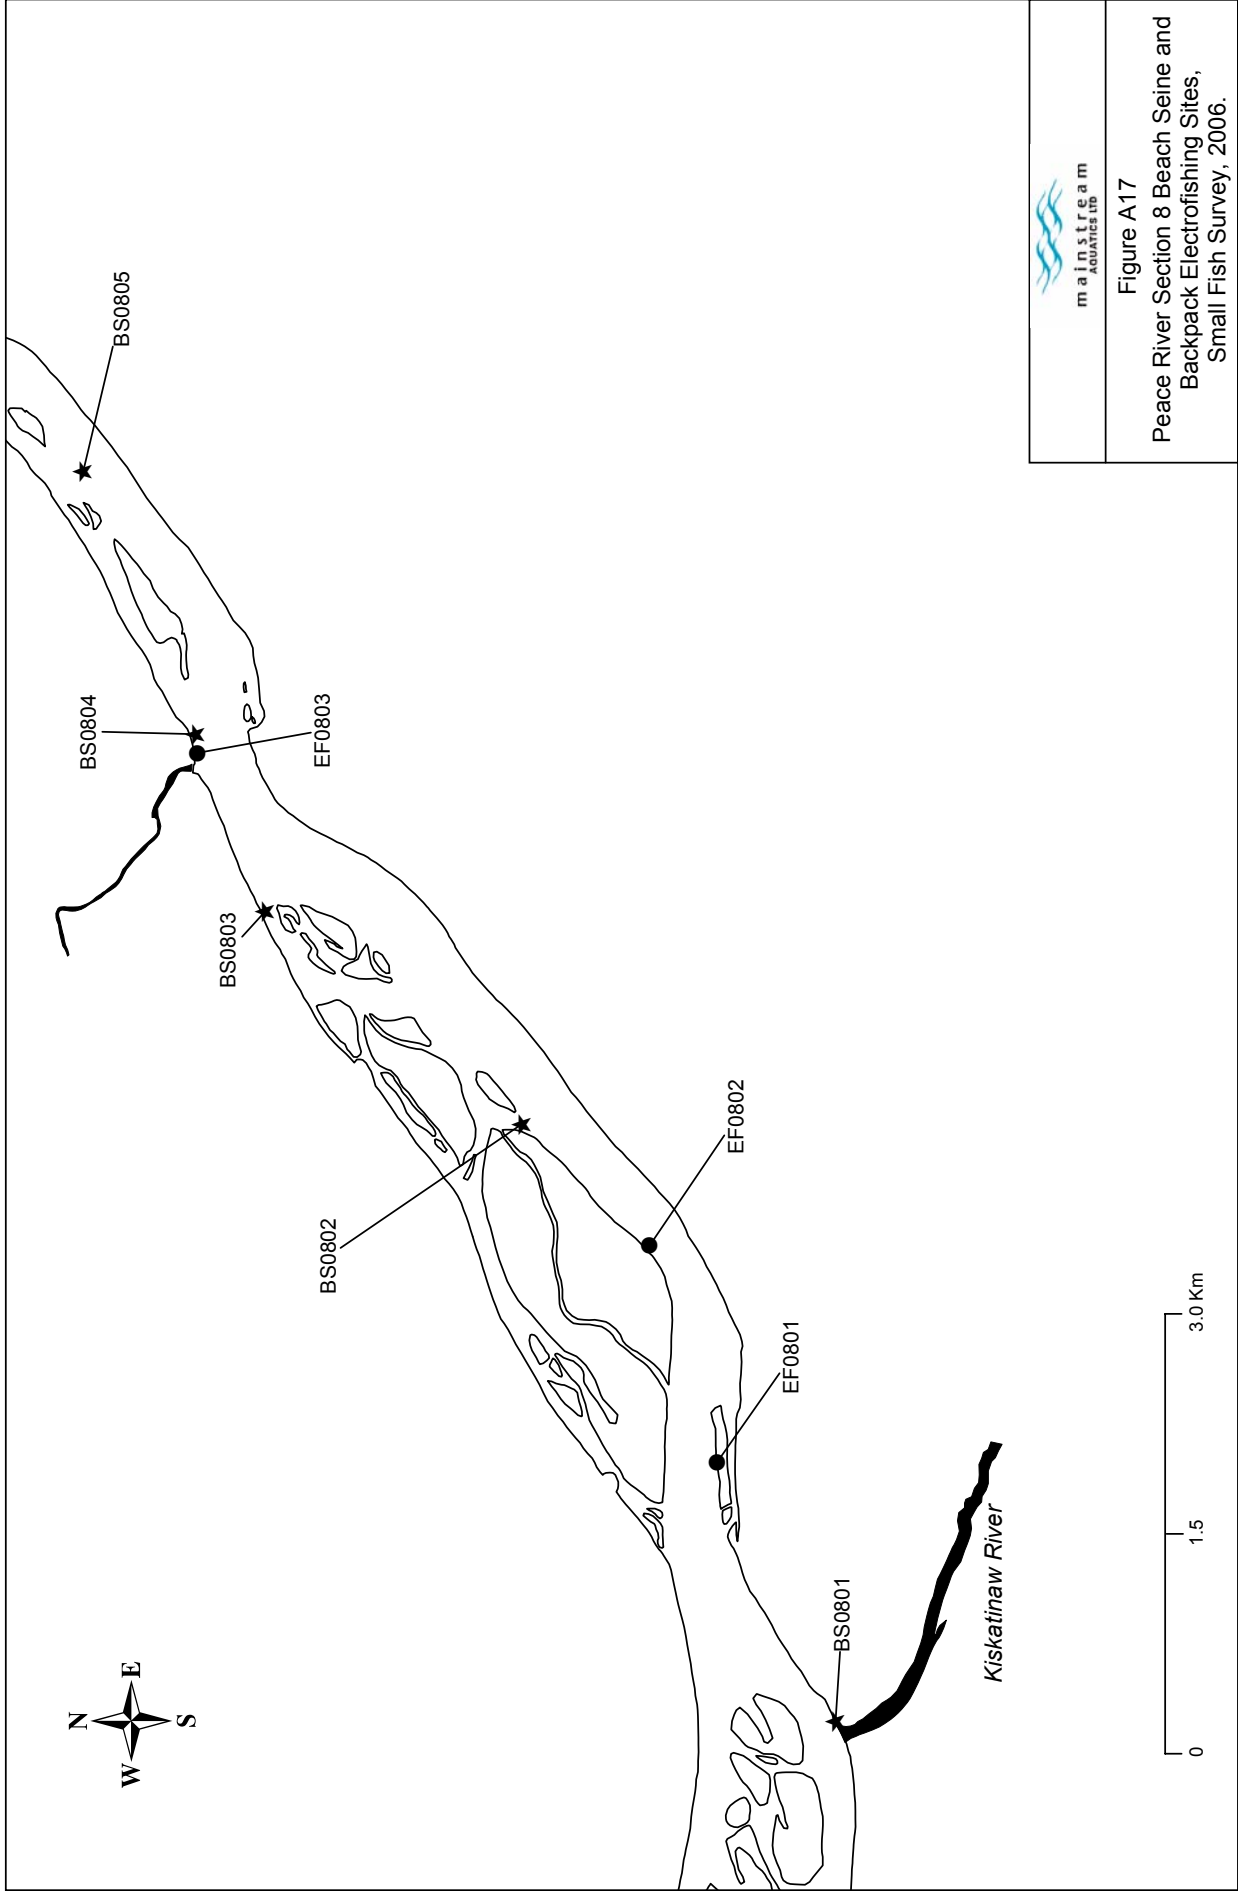 N
W E
S
BS0805
BS0804
EF0803
BS0803
BS0802
EF0802
EF0801
BS0801
Kiskatinaw River
0 1.5 3.0 Km
mainstream
AQUATICS LTD
Figure A17
Peace River Section 8 Beach Seine and
Backpack Electrofishing Sites,
Small Fish Survey, 2006.